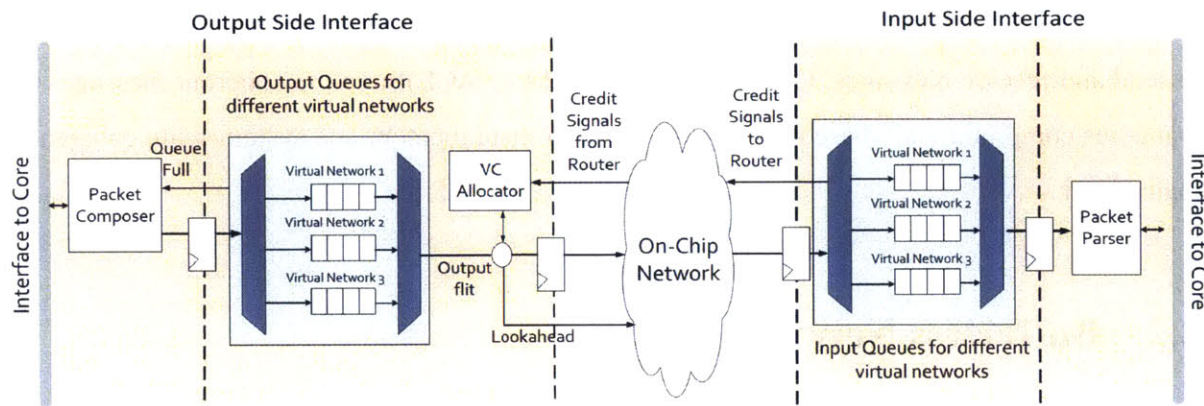 Output Side Interface
Input Side Interface
Output Queues for
different virtual networks
Interface to Core
Packet
Composer
Queue
Full
Virtual Network 1
Virtual Network 2
Virtual Network 3
VC
Allocator
Output
flit
Lookahead
Credit
Signals
from
Router
On-Chip
Network
Credit
Signals
to
Router
Virtual Network 1
Virtual Network 2
Virtual Network 3
Input Queues for different
virtual networks
Packet
Parser
Interface to Core